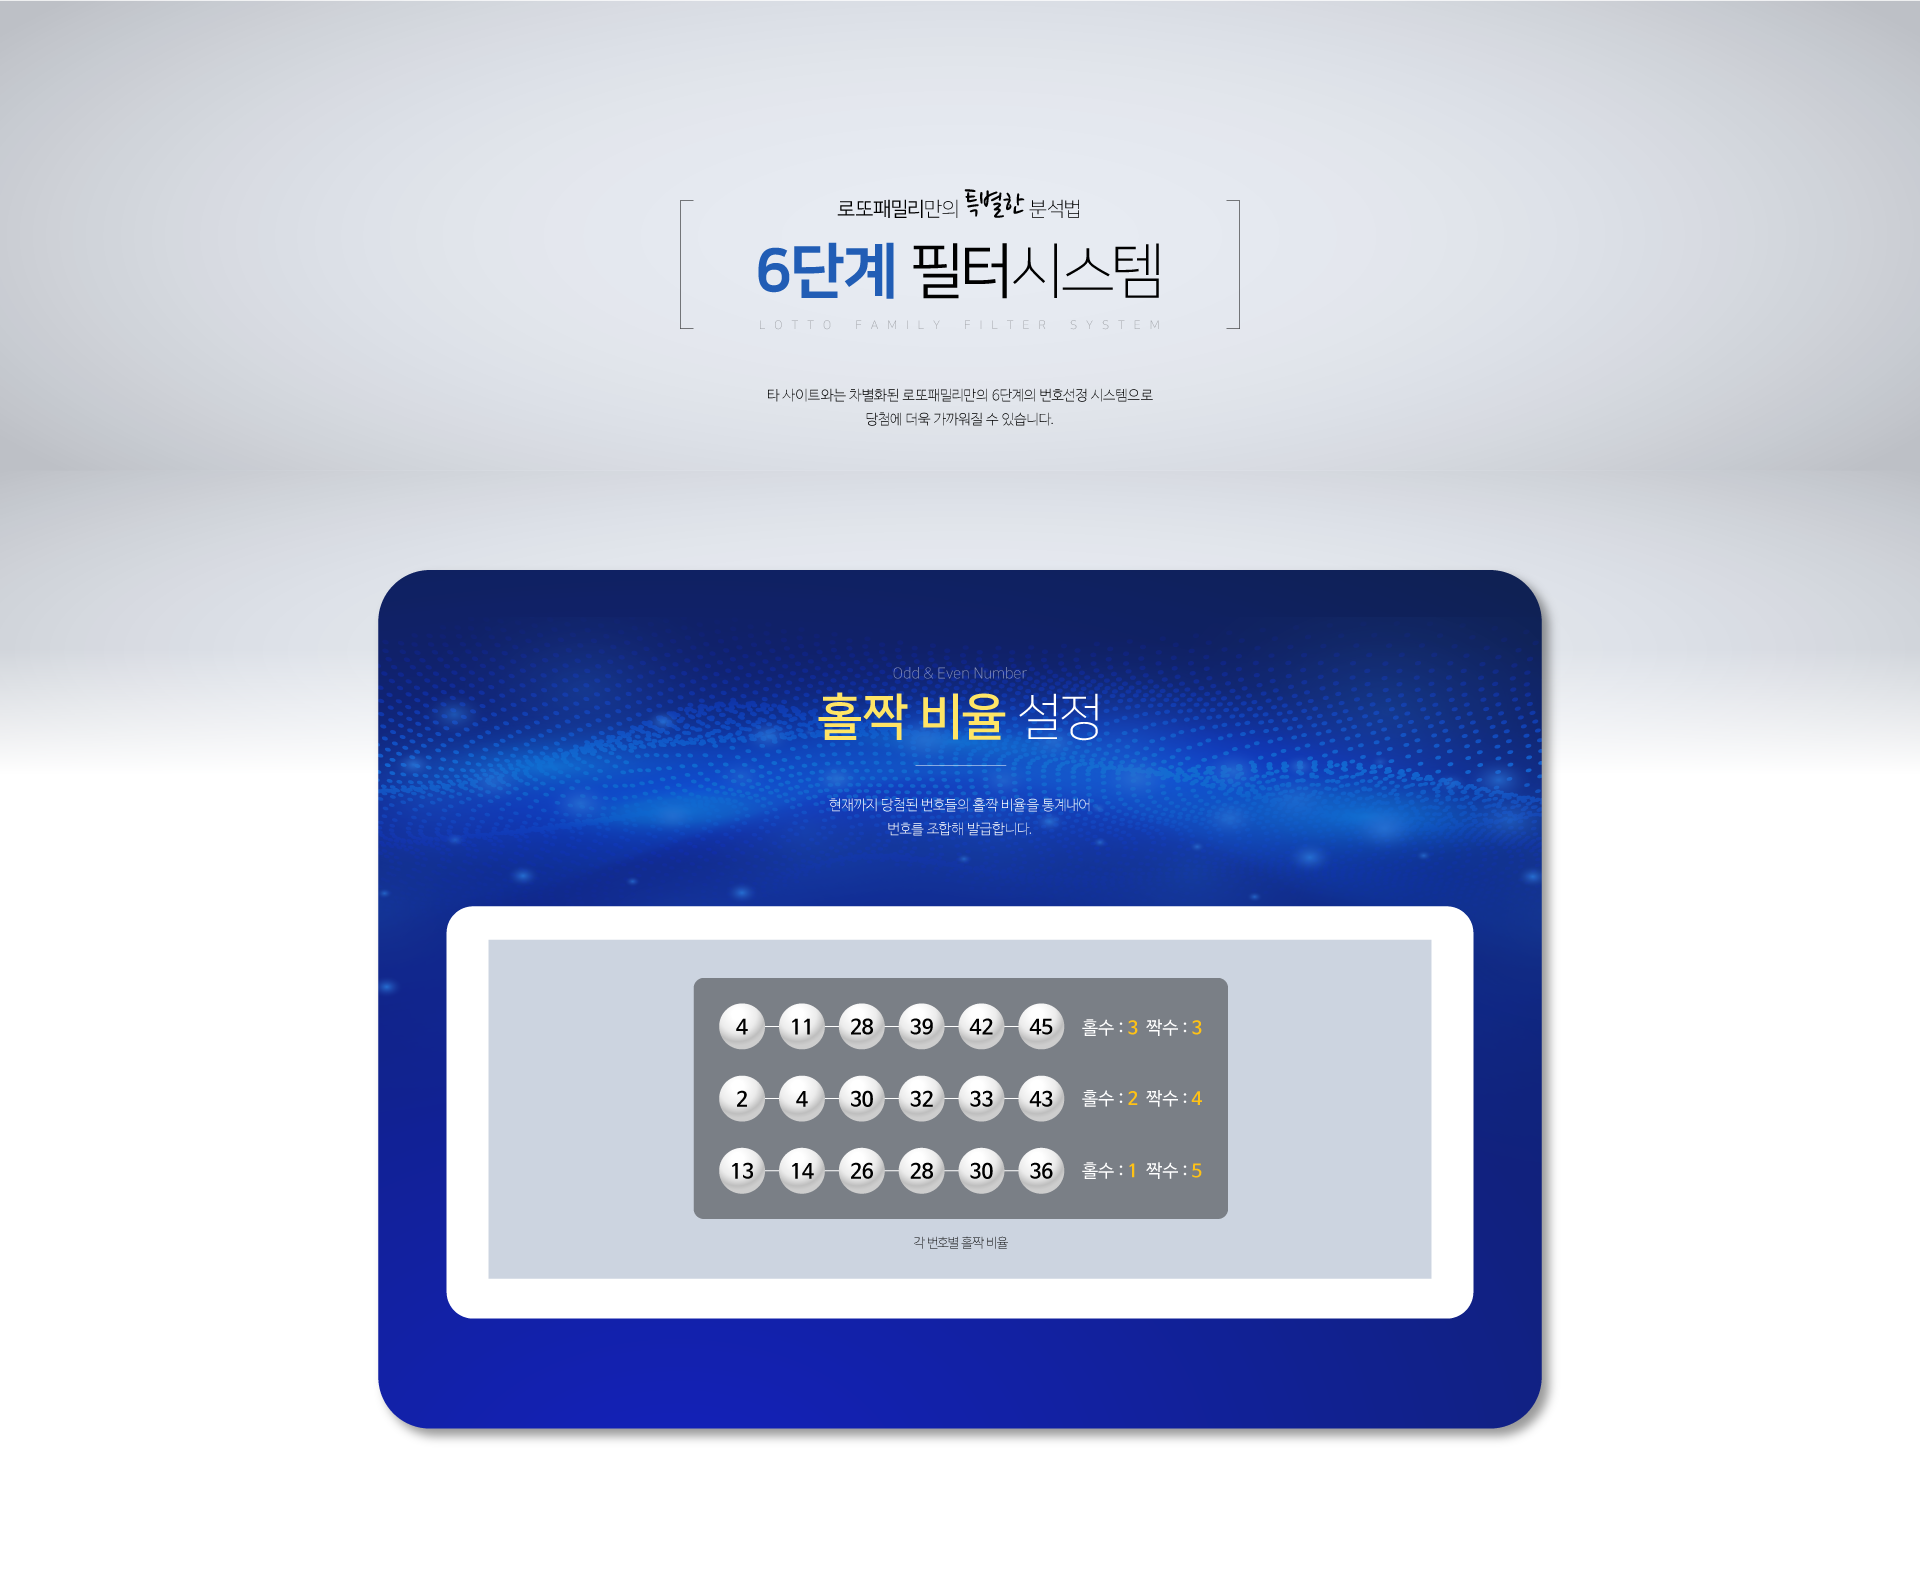 로또패밀리만의 특별한 분석법
6단계 필터시스템
LOTTO FAMILY FILTER SYSTEM
타 사이트와는 차별화된 로또패밀리만의 6단계의 번호선정 시스템으로
당첨에 더욱 가까워질 수 있습니다.
Odd & Even Number
홀짝 비율 설정
현재까지 당첨된 번호들의 홀짝 비율을 통계내어
번호를 조합해 발급합니다.
4 11 28 39 42 45 홀수 : 3 짝수 : 3
2 4 30 32 33 43 홀수 : 2 짝수 : 4
13 14 26 28 30 36 홀수 : 1 짝수 : 5
각 번호별 홀짝 비율